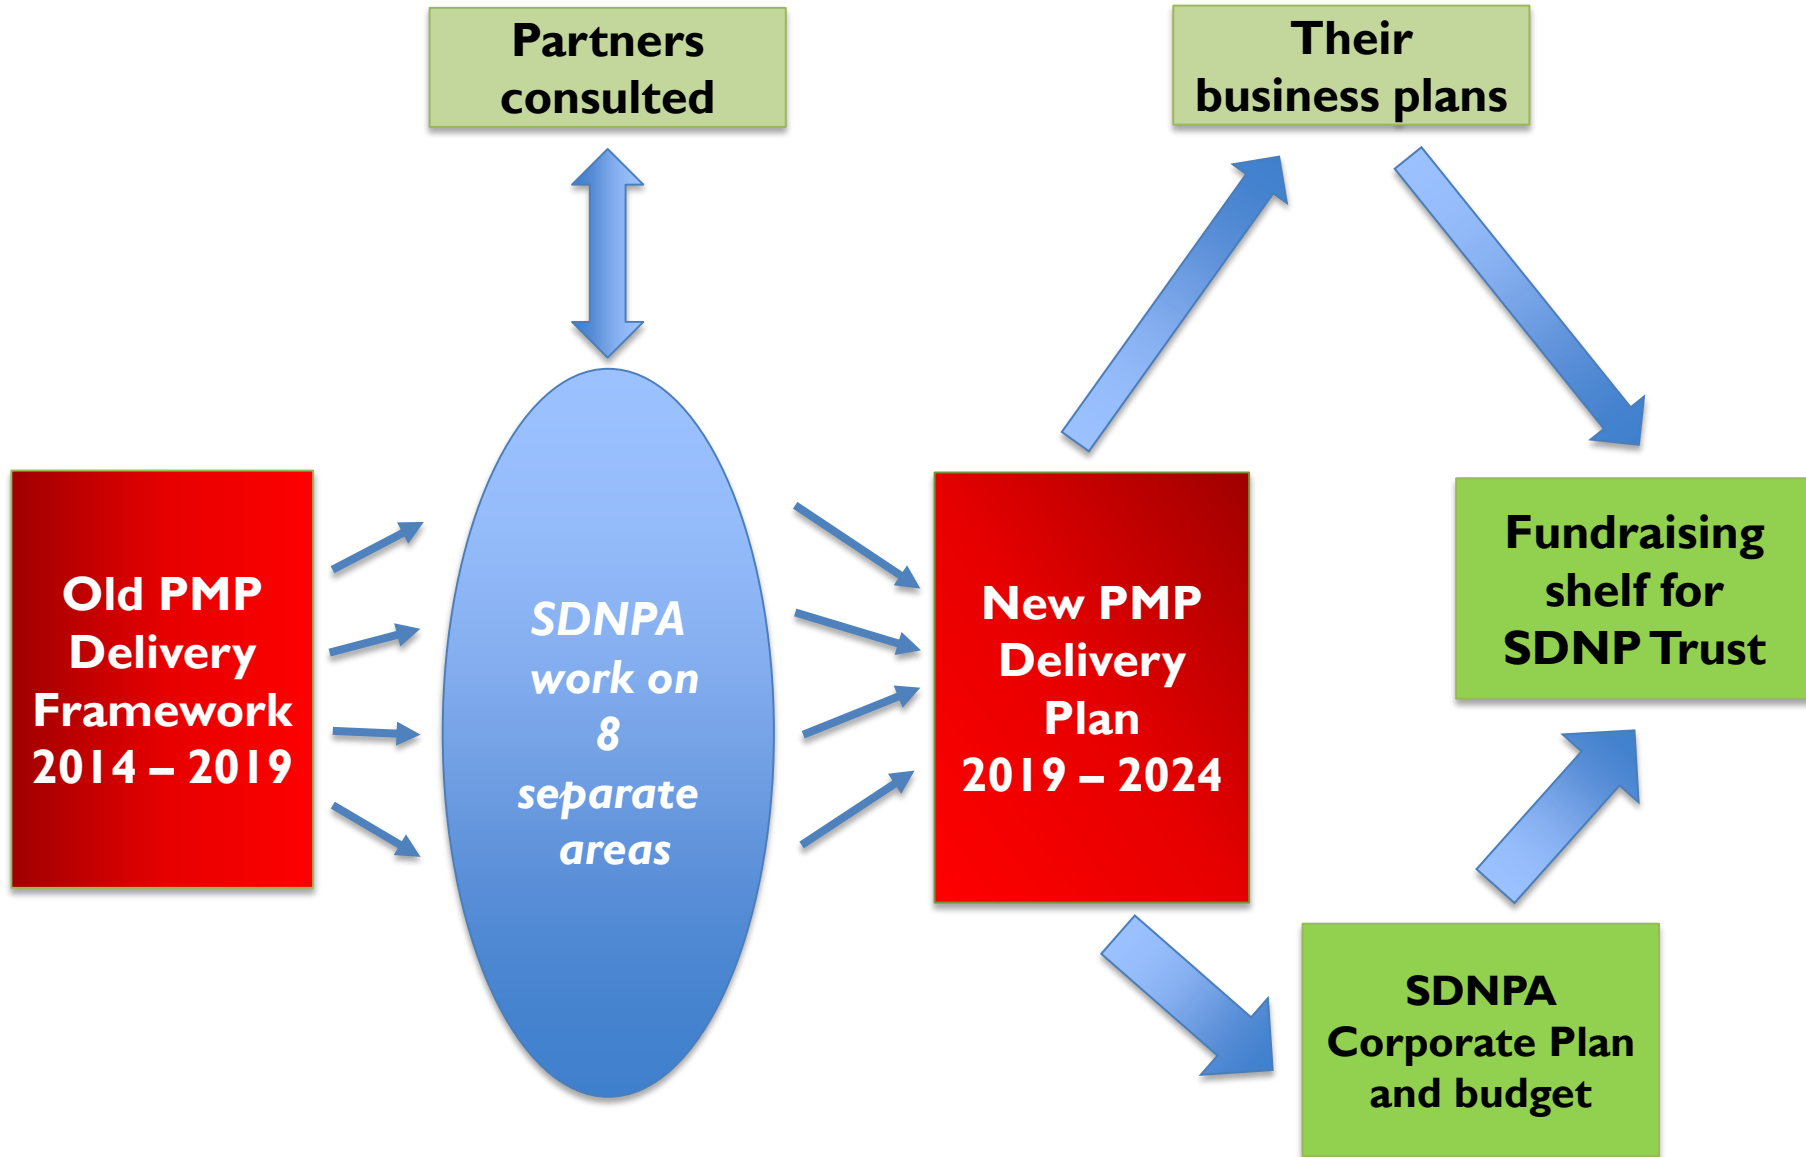 Partners
consulted
Their
business plans
Old PMP
Delivery
Framework
2014 – 2019
SDNPA
work on
8
separate
areas
New PMP
Delivery
Plan
2019 – 2024
Fundraising
shelf for
SDNP Trust
SDNPA
Corporate Plan
and budget